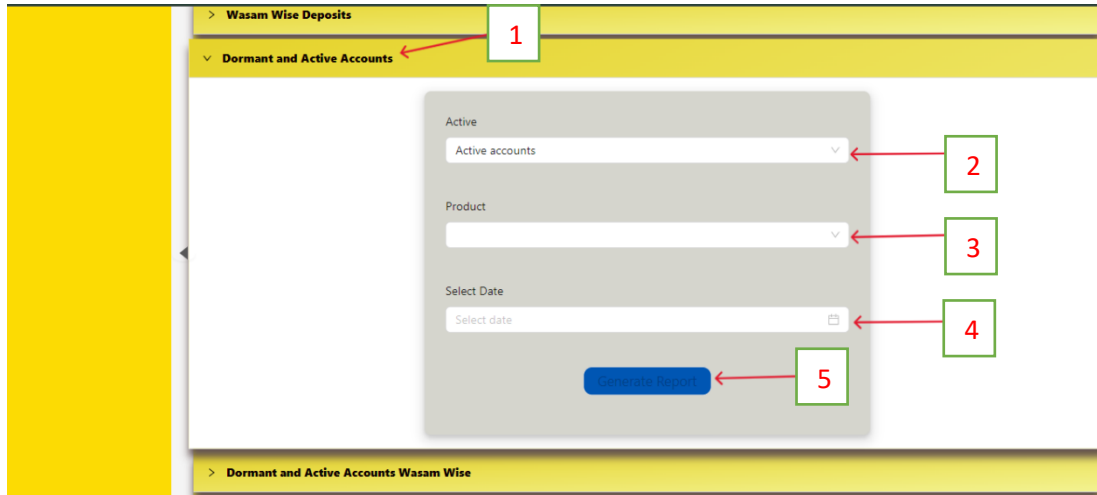 Wasam Wise Deposits
1
Dormant and Active Accounts
Active
Active accounts
2
Product
3
Select Date
Select date
4
Generate Report
5
Dormant and Active Accounts Wasam Wise